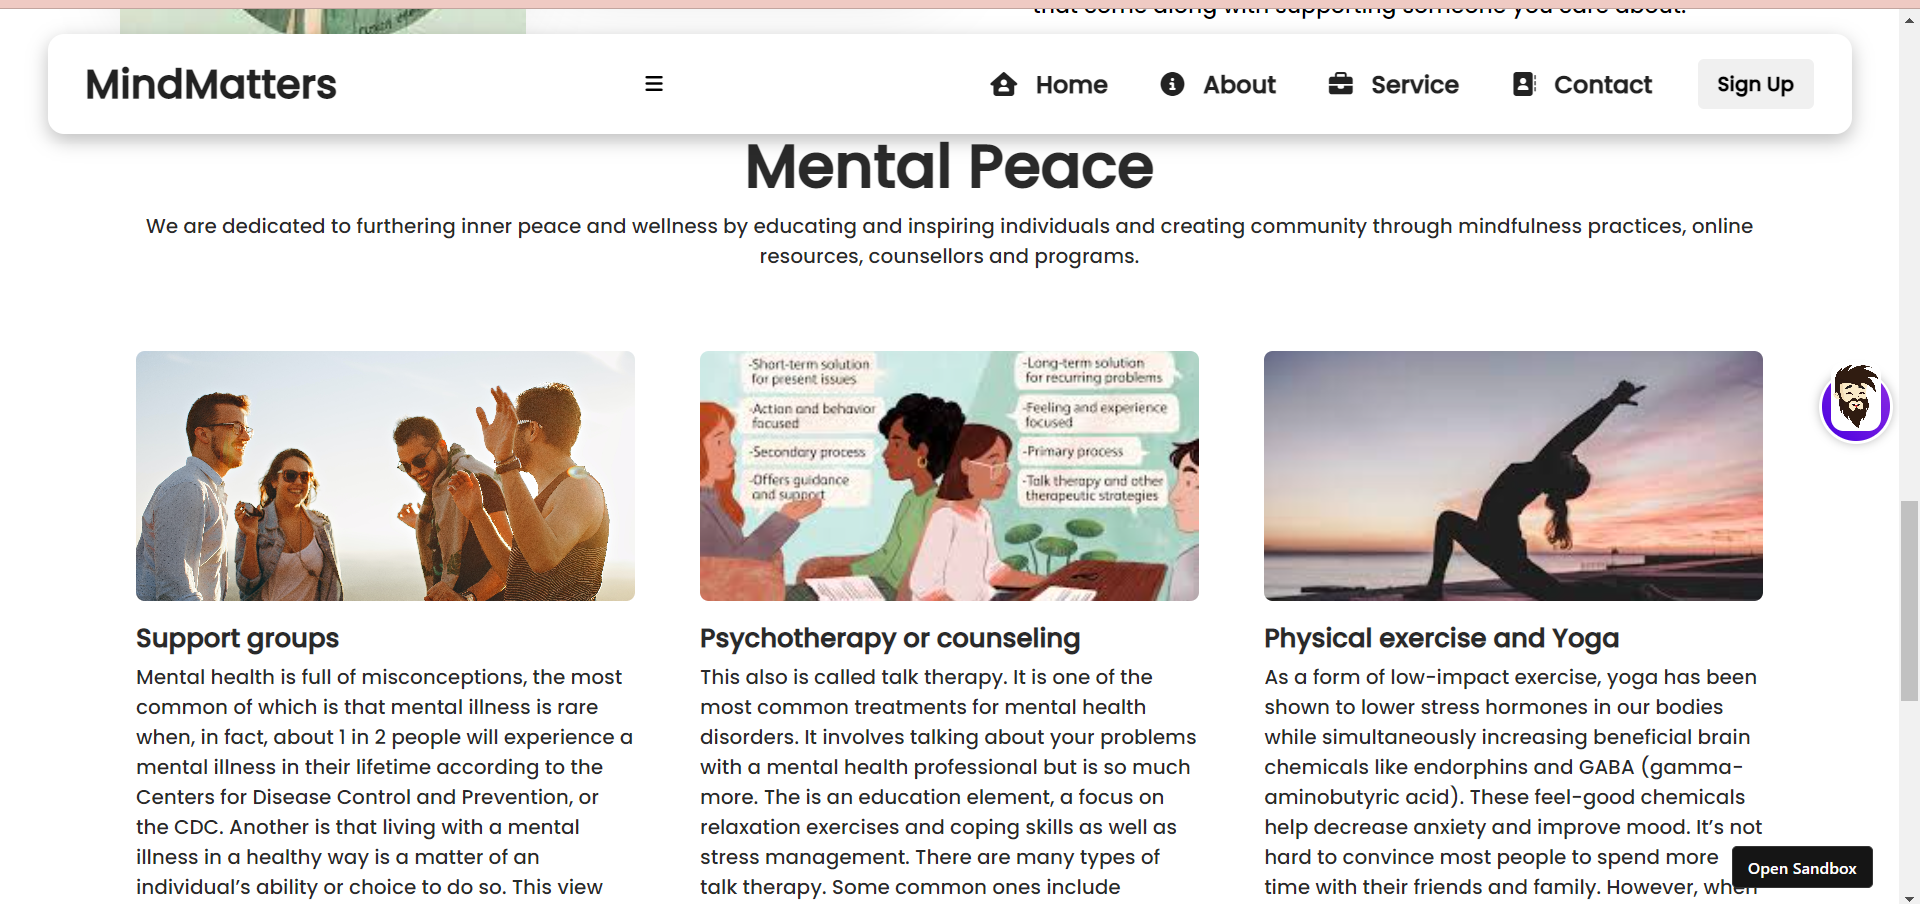 that come along with supporting someone you care about.
MindMatters
Home
About
Service
Contact
Sign Up
Mental Peace
We are dedicated to furthering inner peace and wellness by educating and inspiring individuals and creating community through mindfulness practices, online
resources, counsellors and programs.
-Short-term solution
for present issues
-Action and behavior
focused
-Secondary process
-Offers guidance
and support
-Long-term solution
for recurring problems
-Feeling and experience
focused
-Primary process
-Talk therapy and other
therapeutic strategies
Support groups
Mental health is full of misconceptions, the most
common of which is that mental illness is rare
when, in fact, about 1 in 2 people will experience a
mental illness in their lifetime according to the
Centers for Disease Control and Prevention, or
the CDC. Another is that living with a mental
illness in a healthy way is a matter of an
individual’s ability or choice to do so. This view
Psychotherapy or counseling
This also is called talk therapy. It is one of the
most common treatments for mental health
disorders. It involves talking about your problems
with a mental health professional but is so much
more. The is an education element, a focus on
relaxation exercises and coping skills as well as
stress management. There are many types of
talk therapy. Some common ones include
Physical exercise and Yoga
As a form of low-impact exercise, yoga has been
shown to lower stress hormones in our bodies
while simultaneously increasing beneficial brain
chemicals like endorphins and GABA (gamma-
aminobutyric acid). These feel-good chemicals
help decrease anxiety and improve mood. It’s not
hard to convince most people to spend more
time with their friends and family. However, when
Open Sandbox